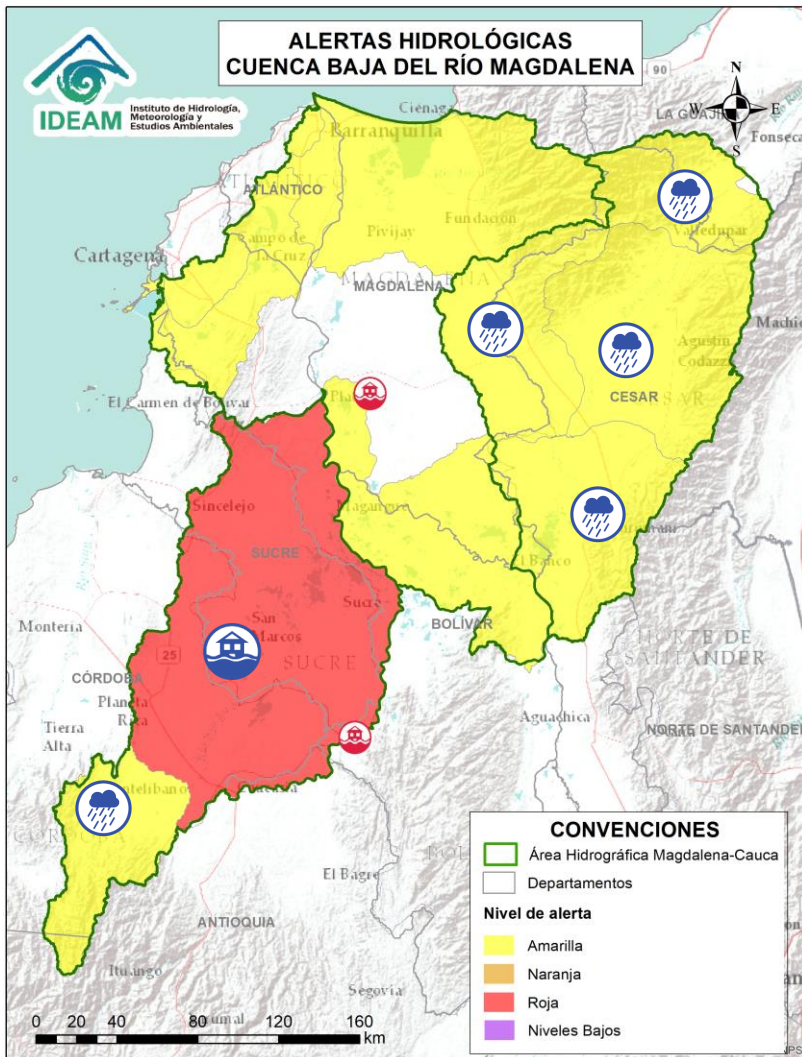 ALERTAS HIDROLÓGICAS
CUENCA BAJA DEL RÍO MAGDALENA
IDEAM
Instituto de Hidrología,
Meteorología y
Estudios Ambientales
N
W
E
S
90
Ciénaga
LA GUAJIRA
Fonseca
Barranquilla
ATLÁNTICO
Fundación
Valledupar
Pivijay
Campo de
la Cruz
Cartagena
MAGDALENA
MAGDALENA
Agustín
Codazzi
El Carmen de Bolívar
CESAR
Magangué
Sincelejo
SUCRE
El Banco
Sucre
San
Marcos
BOLÍVAR
Montería
25
SUCRE
NORTE DE
SANTANDER
CÓRDOBA
Planeta
Rica
Aguachica
Tierra
Alta
NORTE DE SANTANDER
El Bagre
ANTIOQUIA
Ituango
Segovia
CONVENCIONES
Área Hidrográfica Magdalena-Cauca
Departamentos
Nivel de alerta
Amarilla
Naranja
Roja
Niveles Bajos
0 20 40 80 120 160
km